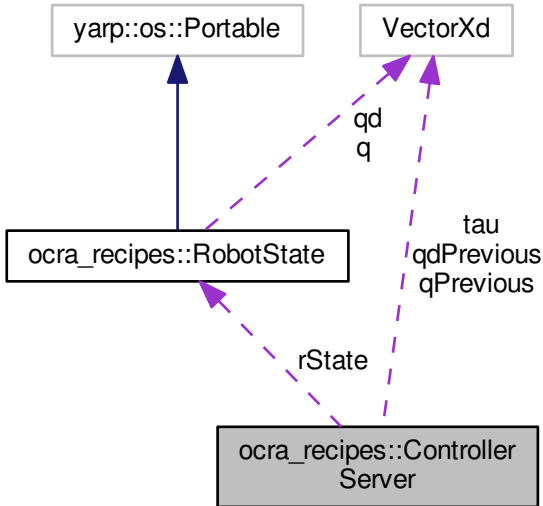 yarp::os::Portable
VectorXd
qd
q
ocra_recipes::RobotState
tau
qdPrevious
qPrevious
rState
ocra_recipes::Controller
Server